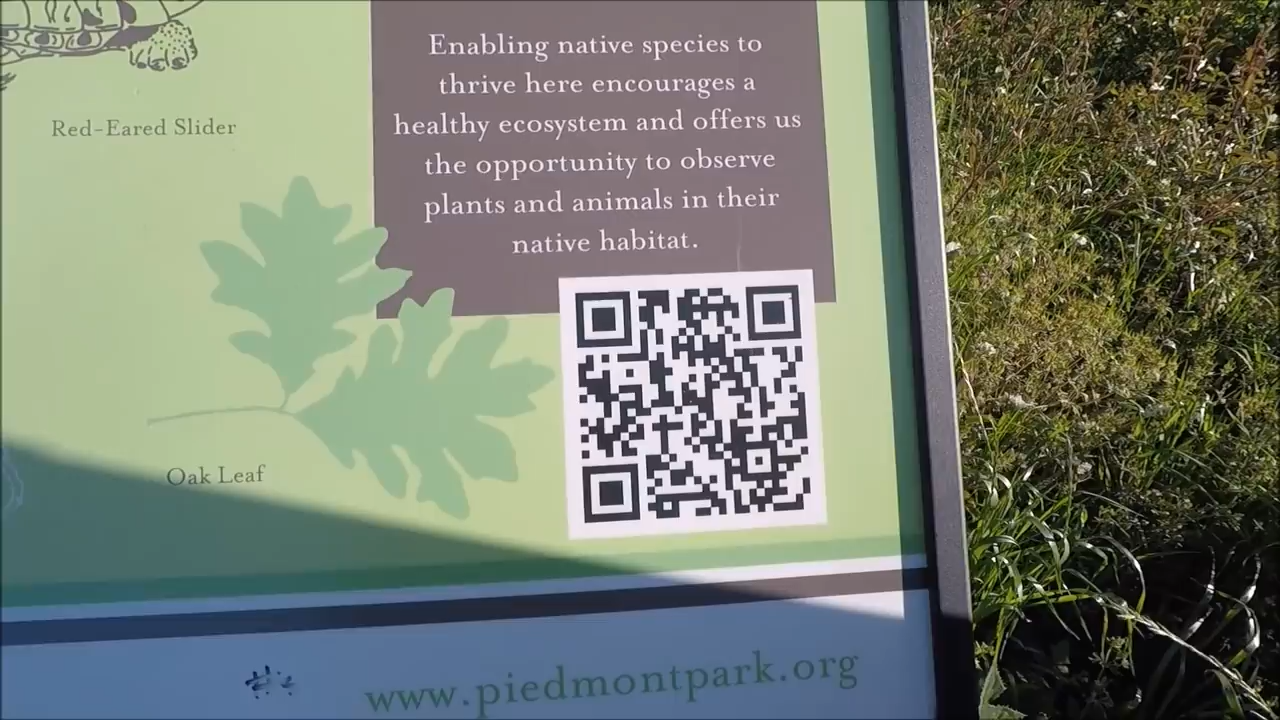 Enabling native species to
thrive here encourages a
healthy ecosystem and offers us
the opportunity to observe
plants and animals in their
native habitat.
Red-Eared Slider
Oak Leaf
www.piedmontpark.org